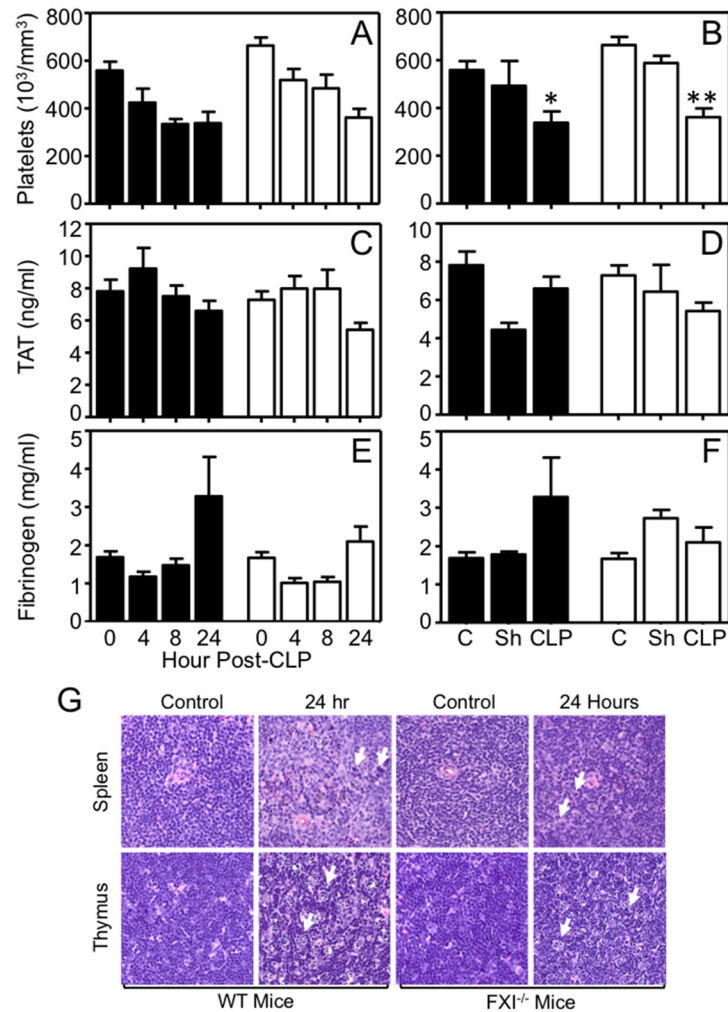 A
B
Platelets (10³/mm³)
800
600
400
200
0
800
600
400
200
0
*
**
C
D
TAT (ng/ml)
12
10
8
6
4
2
0
10
8
6
4
2
0
E
F
Fibrinogen (mg/ml)
5
4
3
2
1
0
5
4
3
2
1
0
0 4 8 24 0 4 8 24
Hour Post-CLP
C Sh CLP C Sh CLP
G
Control 24 hr Control 24 Hours
Spleen
Thymus
WT Mice FXI⁻/⁻ Mice